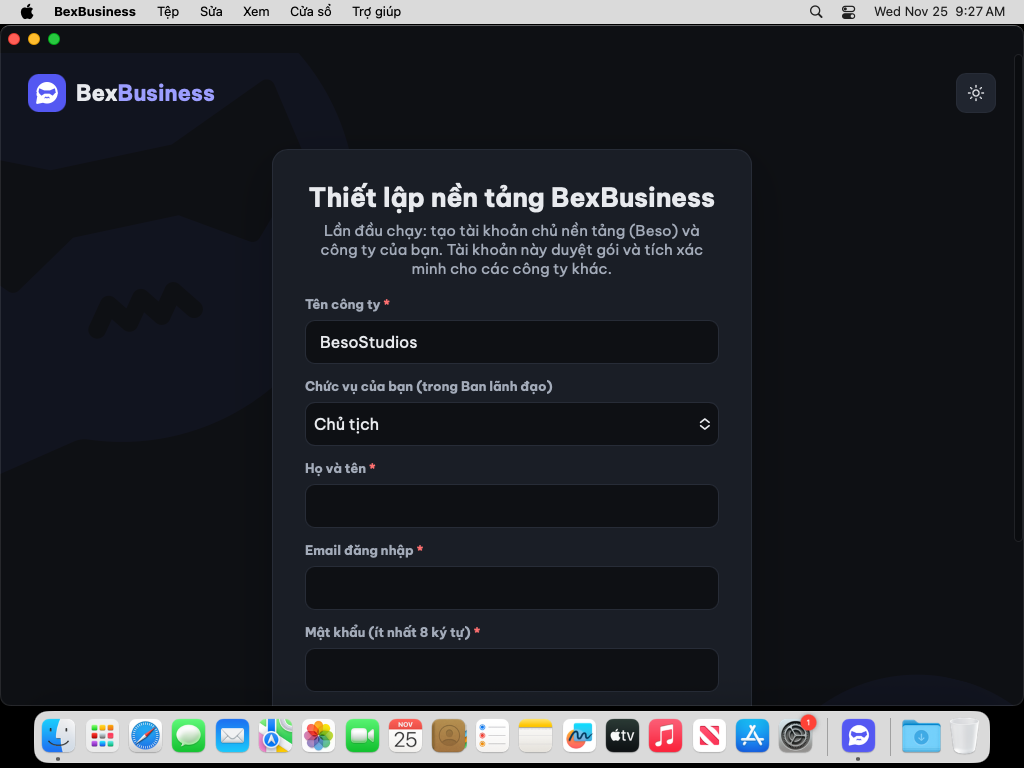 BexBusiness Tệp Sửa Xem Cửa sổ Trợ giúp Wed Nov 25 9:27 AM
BexBusiness
Thiết lập nền tảng BexBusiness
Lần đầu chạy: tạo tài khoản chủ nền tảng (Beso) và
công ty của bạn. Tài khoản này duyệt gói và tích xác
minh cho các công ty khác.
Tên công ty *
BesoStudios
Chức vụ của bạn (trong Ban lãnh đạo)
Chủ tịch
Họ và tên *
Email đăng nhập *
Mật khẩu (ít nhất 8 ký tự) *
NOV
25
tv
1